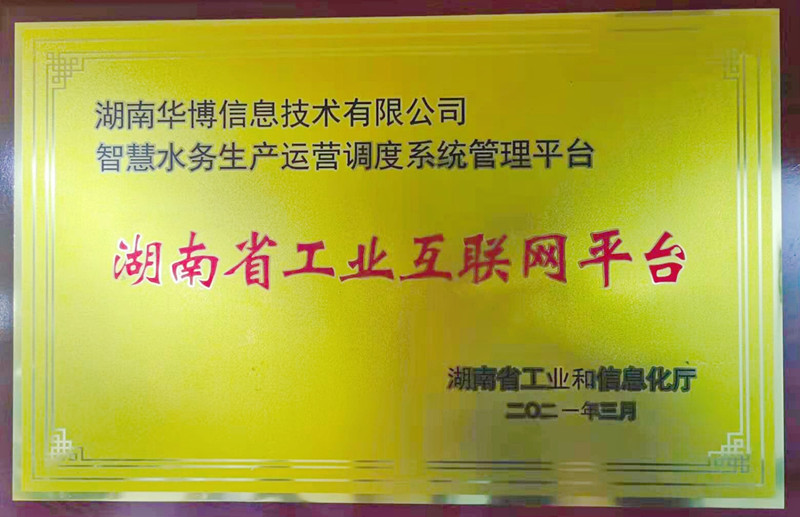 湖南华博信息技术有限公司
智慧水务生产运营调度系统管理平台
湖南省工业互联网平台
湖南省工业和信息化厅
二〇二一年三月